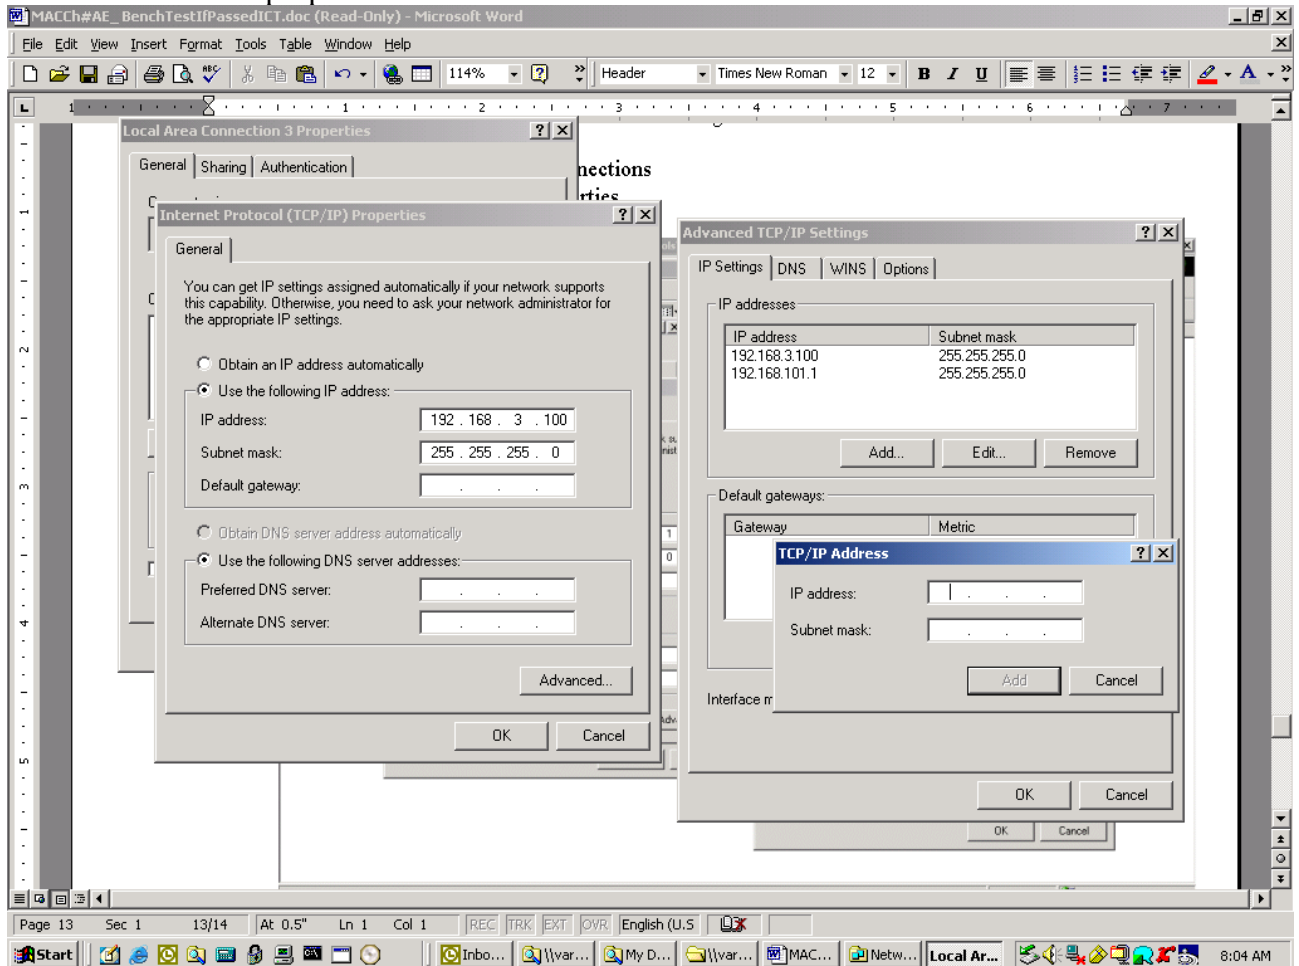 MACCh#AE_ BenchTestIfPassedICT.doc (Read-Only) - Microsoft Word
File Edit View Insert Format Tools Table Window Help
114% Header Times New Roman 12 B I U A
1 1 2 3 4 5 6 7
Local Area Connection 3 Properties
General Sharing Authentication
nections
rties
Internet Protocol (TCP/IP) Properties
General
You can get IP settings assigned automatically if your network supports
this capability. Otherwise, you need to ask your network administrator for
the appropriate IP settings.
Obtain an IP address automatically
Use the following IP address:
IP address: 192 . 168 . 3 . 100
Subnet mask: 255 . 255 . 255 . 0
Default gateway: . . .
Obtain DNS server address automatically
Use the following DNS server addresses:
Preferred DNS server: . . .
Alternate DNS server: . . .
Advanced...
OK Cancel
Advanced TCP/IP Settings
IP Settings DNS WINS Options
IP addresses
IP address Subnet mask
192.168.3.100 255.255.255.0
192.168.101.1 255.255.255.0
Add... Edit... Remove
Default gateways:
Gateway Metric
TCP/IP Address
IP address: . . .
Subnet mask: . . .
Add Cancel
Interface m
OK Cancel
OK Cancel
Page 13 Sec 1 13/14 At 0.5" Ln 1 Col 1 REC TRK EXT OVR English (U.S
Start Inbo... \\var... My D... \\var... MAC... Netw... Local Ar... 8:04 AM